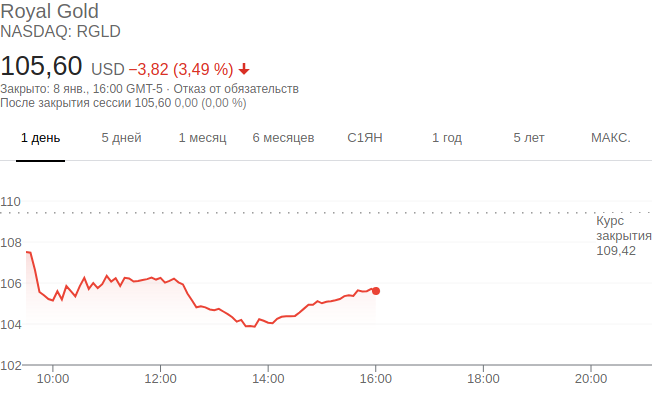 Royal Gold
NASDAQ: RGLD
105,60 USD −3,82 (3,49 %)
Закрыто: 8 янв., 16:00 GMT-5 · Отказ от обязательств
После закрытия сессии 105,60 0,00 (0,00 %)
1 день 5 дней 1 месяц 6 месяцев С1ЯН 1 год 5 лет МАКС.
110
Курс
закрытия
109,42
108
106
104
102
10:00 12:00 14:00 16:00 18:00 20:00